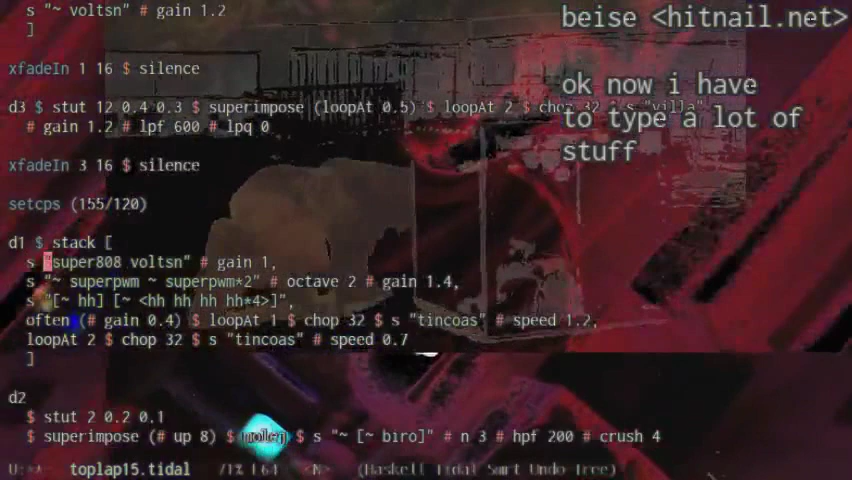 s "~ voltsn" # gain 1.2
]
xfadeIn 1 16 $ silence
d3 $ stut 12 0.4 0.3 $ superimpose (loopAt 0.5) $ loopAt 2 $ chop 32 $ s "villa"
# gain 1.2 # lpf 600 # lpq 0
xfadeIn 3 16 $ silence
setcps (155/120)
d1 $ stack [
s "super808 voltsn" # gain 1,
s "~ superpwm ~ superpwm*2" # octave 2 # gain 1.4,
s "[~ hh] [~ <hh hh hh hh*4>]",
often (# gain 0.4) $ loopAt 1 $ chop 32 $ s "tincoas" # speed 1.2,
loopAt 2 $ chop 32 $ s "tincoas" # speed 0.7
]
d2
$ stut 2 0.2 0.1
$ superimpose (# up 8) $ $ s "~ [~ biro]" # n 3 # hpf 200 # crush 4
toplap15.tidal 71% L64 <N> (Haskell Tidal Smrt Undo Tree)
beise <hitnail.net>
ok now i have
to type a lot of
stuff